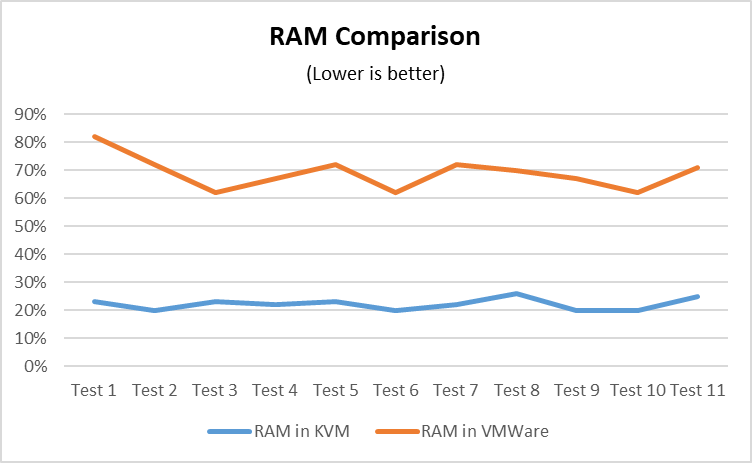 RAM Comparison
(Lower is better)
90%
80%
70%
60%
50%
40%
30%
20%
10%
0%
Test 1 Test 2 Test 3 Test 4 Test 5 Test 6 Test 7 Test 8 Test 9 Test 10 Test 11
RAM in KVM RAM in VMWare